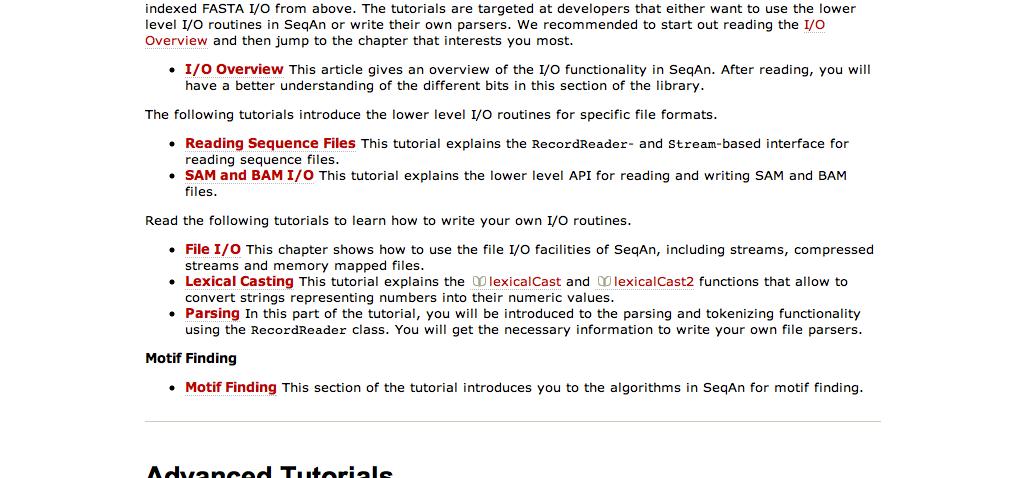 indexed FASTA I/O from above. The tutorials are targeted at developers that either want to use the lower
level I/O routines in SeqAn or write their own parsers. We recommended to start out reading the I/O
Overview and then jump to the chapter that interests you most.
• I/O Overview This article gives an overview of the I/O functionality in SeqAn. After reading, you will
have a better understanding of the different bits in this section of the library.
The following tutorials introduce the lower level I/O routines for specific file formats.
• Reading Sequence Files This tutorial explains the RecordReader- and Stream-based interface for
reading sequence files.
• SAM and BAM I/O This tutorial explains the lower level API for reading and writing SAM and BAM
files.
Read the following tutorials to learn how to write your own I/O routines.
• File I/O This chapter shows how to use the file I/O facilities of SeqAn, including streams, compressed
streams and memory mapped files.
• Lexical Casting This tutorial explains the lexicalCast and lexicalCast2 functions that allow to
convert strings representing numbers into their numeric values.
• Parsing In this part of the tutorial, you will be introduced to the parsing and tokenizing functionality
using the RecordReader class. You will get the necessary information to write your own file parsers.
Motif Finding
• Motif Finding This section of the tutorial introduces you to the algorithms in SeqAn for motif finding.
Advanced Tutorials